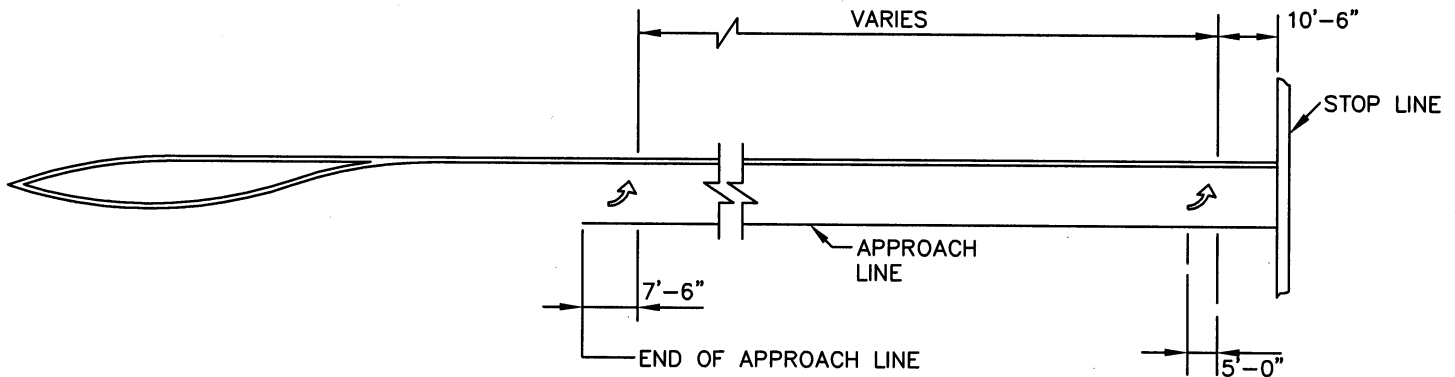 VARIES
10'-6"
STOP LINE
APPROACH
LINE
7'-6"
END OF APPROACH LINE
5'-0"